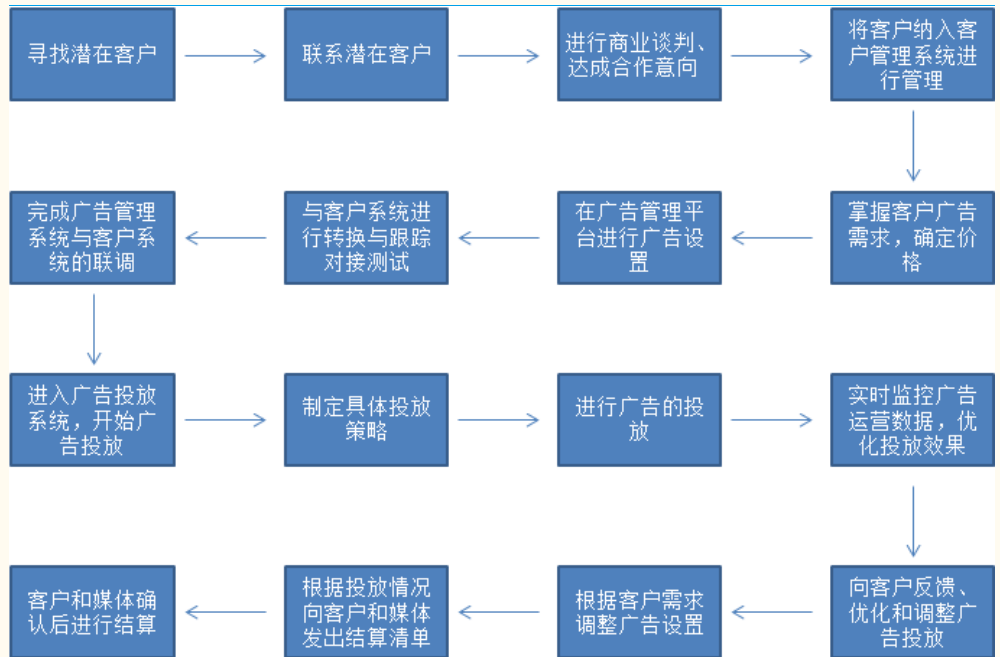 寻找潜在客户
联系潜在客户
进行商业谈判、
达成合作意向
将客户纳入客
户管理系统进
行管理
掌握客户广告
需求，确定价
格
在广告管理平
台进行广告设
置
与客户系统进
行转换与跟踪
对接测试
完成广告管理
系统与客户系
统的联调
进入广告投放
系统，开始广
告投放
制定具体投放
策略
进行广告的投
放
实时监控广告
运营数据，优
化投放效果
向客户反馈、
优化和调整广
告投放
根据客户需求
调整广告设置
根据投放情况
向客户和媒体
发出结算清单
客户和媒体确
认后进行结算